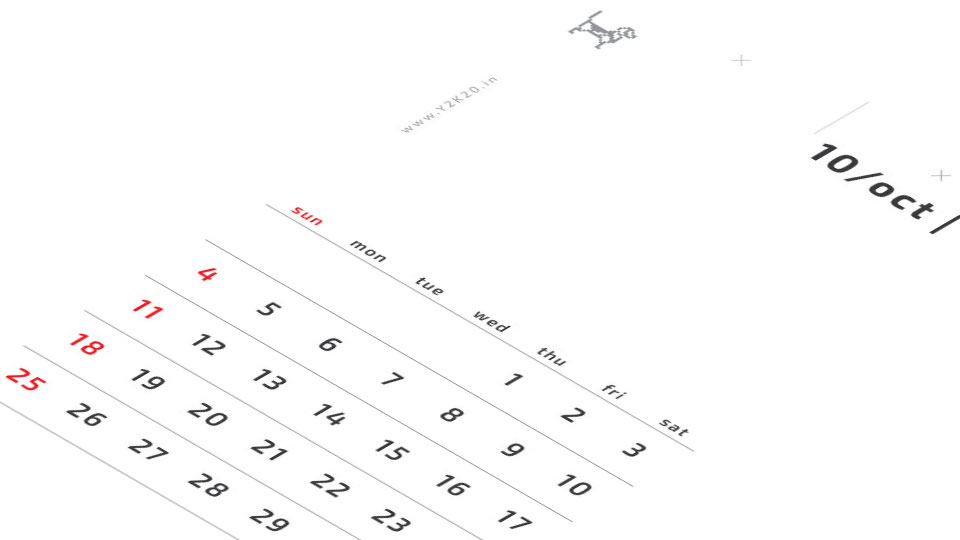 www.Y2K20.in
10/oct |
sun mon tue wed thu fri sat
1 2 3
4 5 6 7 8 9 10
11 12 13 14 15 16 17
18 19 20 21 22 23
25 26 27 28 29